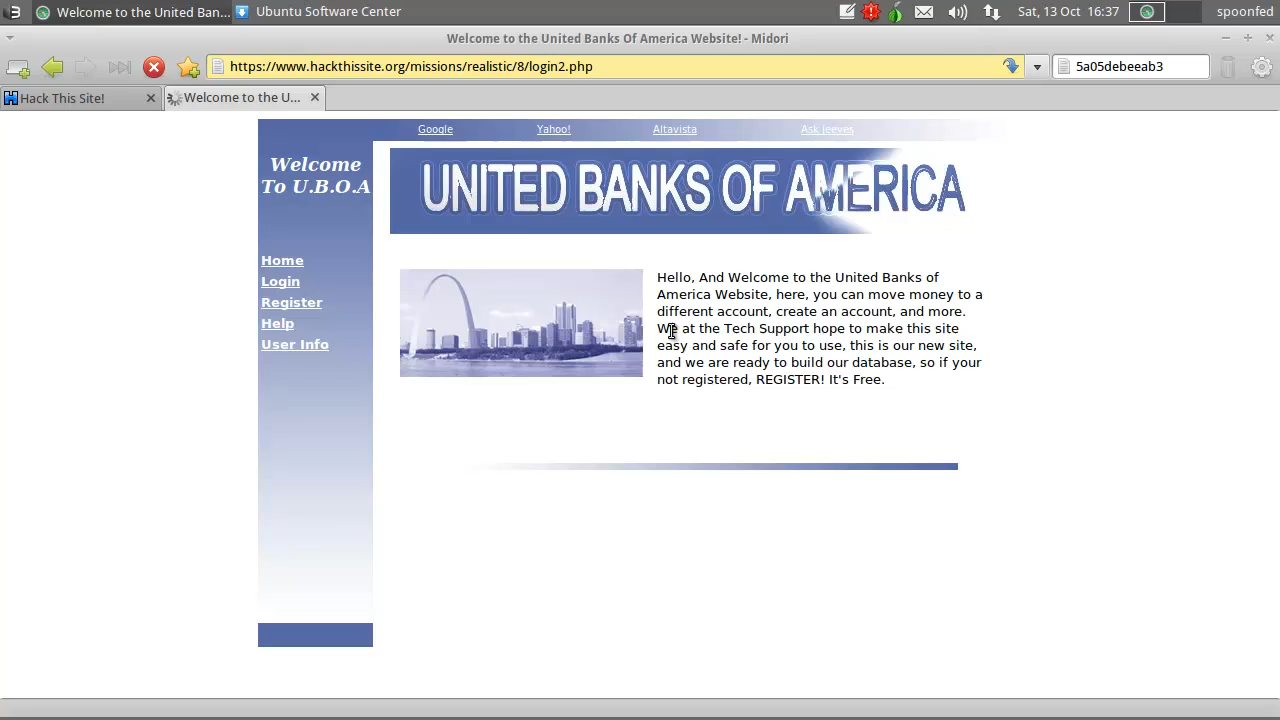 Welcome to the United Ban...
Ubuntu Software Center
Sat, 13 Oct 16:37
spoonfed
Welcome to the United Banks Of America Website! - Midori
https://www.hackthissite.org/missions/realistic/8/login2.php
5a05debeeab3
Hack This Site!
Welcome to the U...
Google
Yahoo!
Altavista
Ask Jeeves
Welcome
To U.B.O.A
UNITED BANKS OF AMERICA
Home
Login
Register
Help
User Info
Hello, And Welcome to the United Banks of
America Website, here, you can move money to a
different account, create an account, and more.
We at the Tech Support hope to make this site
easy and safe for you to use, this is our new site,
and we are ready to build our database, so if your
not registered, REGISTER! It's Free.